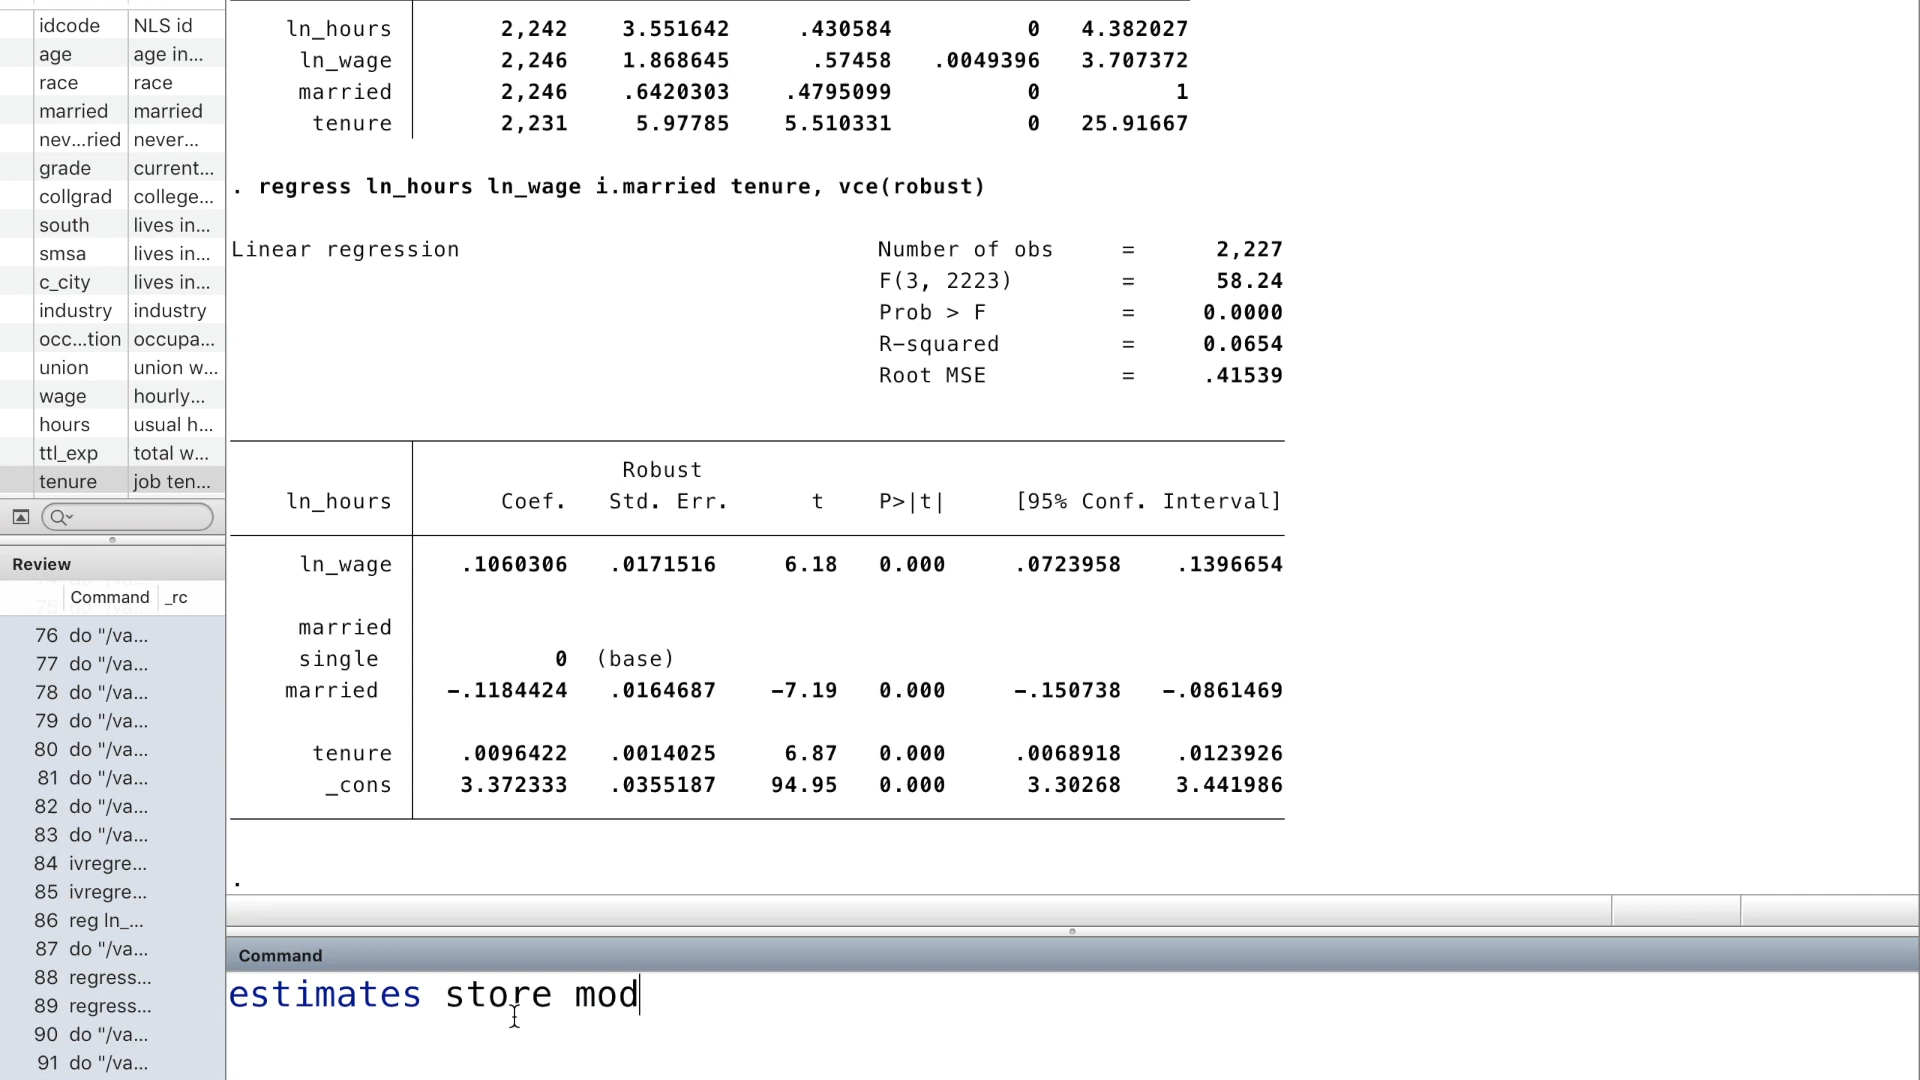 idcode NLS id
age age in...
race race
married married
nev...ried never...
grade current...
collgrad college...
south lives in...
smsa lives in...
c_city lives in...
industry industry
occ...tion occupa...
union union w...
wage hourly...
hours usual h...
ttl_exp total w...
tenure job ten...
Review
Command _rc
76 do "/va...
77 do "/va...
78 do "/va...
79 do "/va...
80 do "/va...
81 do "/va...
82 do "/va...
83 do "/va...
84 ivregre...
85 ivregre...
86 reg ln_...
87 do "/va...
88 regress...
89 regress...
90 do "/va...
91 do "/va...
ln_hours 2,242 3.551642 .430584 0 4.382027
ln_wage 2,246 1.868645 .57458 .0049396 3.707372
married 2,246 .6420303 .4795099 0 1
tenure 2,231 5.97785 5.510331 0 25.91667
. regress ln_hours ln_wage i.married tenure, vce(robust)
Linear regression Number of obs = 2,227
F(3, 2223) = 58.24
Prob > F = 0.0000
R-squared = 0.0654
Root MSE = .41539
Robust
ln_hours Coef. Std. Err. t P>|t| [95% Conf. Interval]
ln_wage .1060306 .0171516 6.18 0.000 .0723958 .1396654
married
single 0 (base)
married -.1184424 .0164687 -7.19 0.000 -.150738 -.0861469
tenure .0096422 .0014025 6.87 0.000 .0068918 .0123926
_cons 3.372333 .0355187 94.95 0.000 3.30268 3.441986
.
Command
estimates store mod